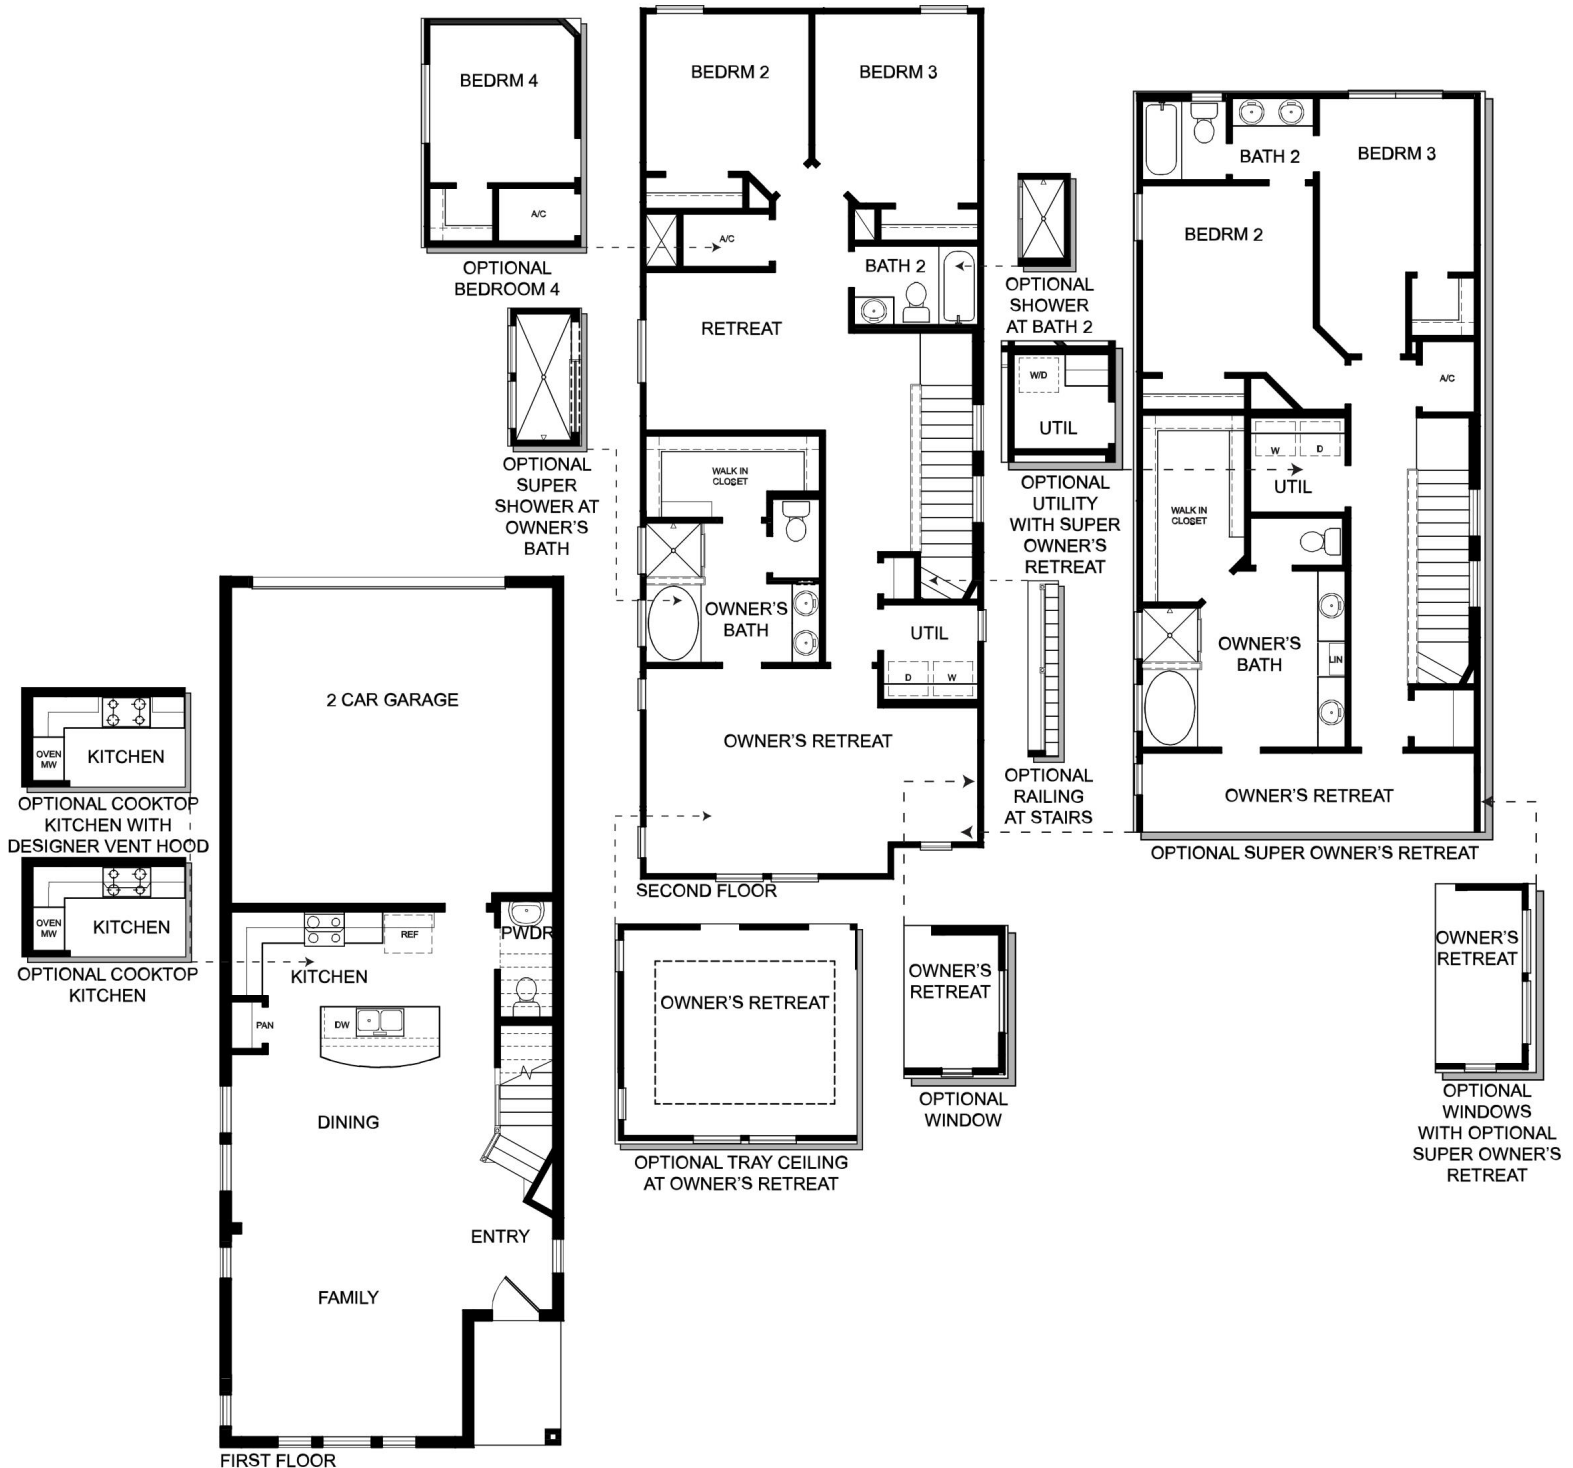 BEDRM 4
A/C
OPTIONAL
BEDROOM 4
OPTIONAL
SUPER
SHOWER AT
OWNER'S
BATH
BEDRM 2
BEDRM 3
A/C
BATH 2
RETREAT
WALK IN
CLOSET
OWNER'S
BATH
UTIL
D
W
OWNER'S RETREAT
SECOND FLOOR
OPTIONAL
SHOWER
AT BATH 2
W/D
UTIL
OPTIONAL
UTILITY
WITH SUPER
OWNER'S
RETREAT
OPTIONAL
RAILING
AT STAIRS
BATH 2
BEDRM 3
BEDRM 2
A/C
W
D
UTIL
WALK IN
CLOSET
OWNER'S
BATH
LIN
OWNER'S RETREAT
OPTIONAL SUPER OWNER'S RETREAT
OWNER'S
RETREAT
OPTIONAL
WINDOWS
WITH OPTIONAL
SUPER OWNER'S
RETREAT
OWNER'S RETREAT
OPTIONAL TRAY CEILING
AT OWNER'S RETREAT
OWNER'S
RETREAT
OPTIONAL
WINDOW
OVEN
MW
KITCHEN
OPTIONAL COOKTOP
KITCHEN WITH
DESIGNER VENT HOOD
OVEN
MW
KITCHEN
OPTIONAL COOKTOP
KITCHEN
2 CAR GARAGE
REF
PWDR
KITCHEN
PAN
DW
DINING
ENTRY
FAMILY
FIRST FLOOR